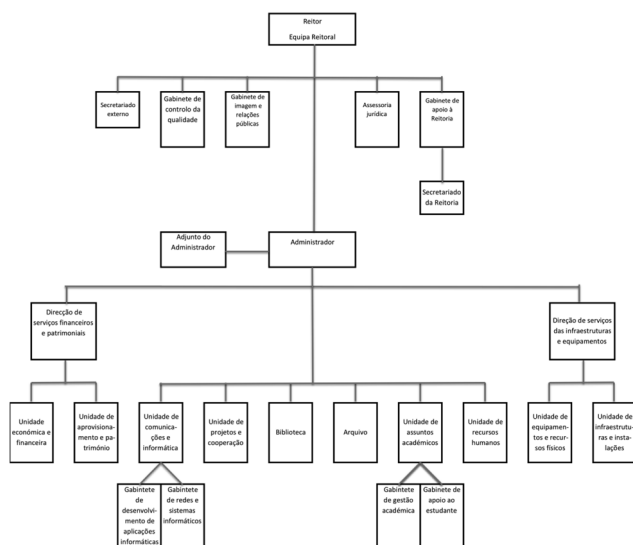 Reitor
Equipa Reitoral
Secretariado
externo
Gabinete de
controlo da
qualidade
Gabinete de
imagem e
relações
públicas
Assessoria
jurídica
Gabinete de
apoio à
Reitoria
Secretariado
da Reitoria
Adjunto do
Administrador
Administrador
Direcção de
serviços financeiros
e patrimoniais
Direção de serviços
das infraestruturas
e equipamentos
Unidade
económica e
financeira
Unidade de
aprovisiona-
mento e pa-
trimónio
Unidade de
comunica-
ções e
informática
Unidade de
projetos e
cooperação
Biblioteca
Arquivo
Unidade de
assuntos
académicos
Unidade de
recursos
humanos
Unidade de
equipamen-
tos e recur-
sos físicos
Unidade de
infraestrutu-
ras e insta-
lações
Gabintete
de
desenvolvi-
mento de
aplicações
informáticas
Gabintete de
redes e
sistemas
informáticos
Gabintete
de gestão
académica
Gabinete de
apoio ao
estudante